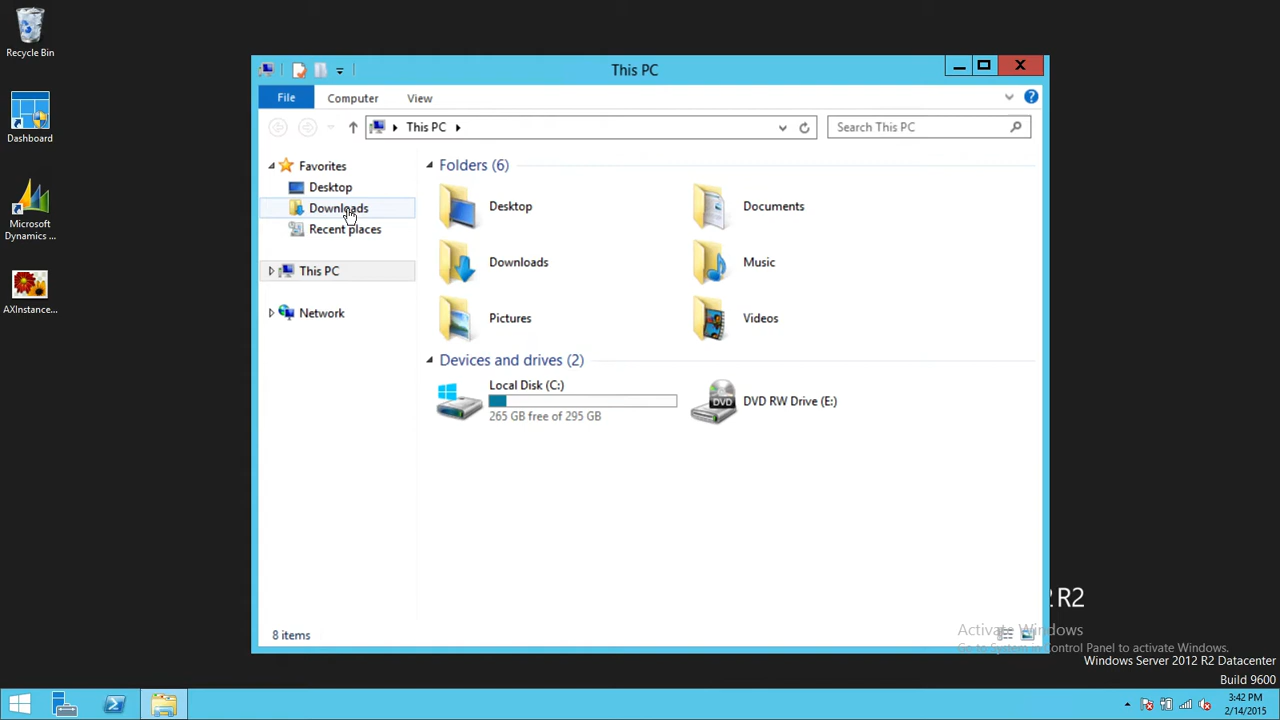 Recycle Bin
Dashboard
Microsoft
Dynamics ...
AXInstance...
This PC
File
Computer
View
This PC
Search This PC
Favorites
Desktop
Downloads
Recent places
This PC
Network
Folders (6)
Desktop
Documents
Downloads
Music
Pictures
Videos
Devices and drives (2)
Local Disk (C:)
265 GB free of 295 GB
DVD
DVD RW Drive (E:)
8 items
2 R2
Activate Windows
Go to System in Control Panel to activate Windows.
Windows Server 2012 R2 Datacenter
Build 9600
3:42 PM
2/14/2015